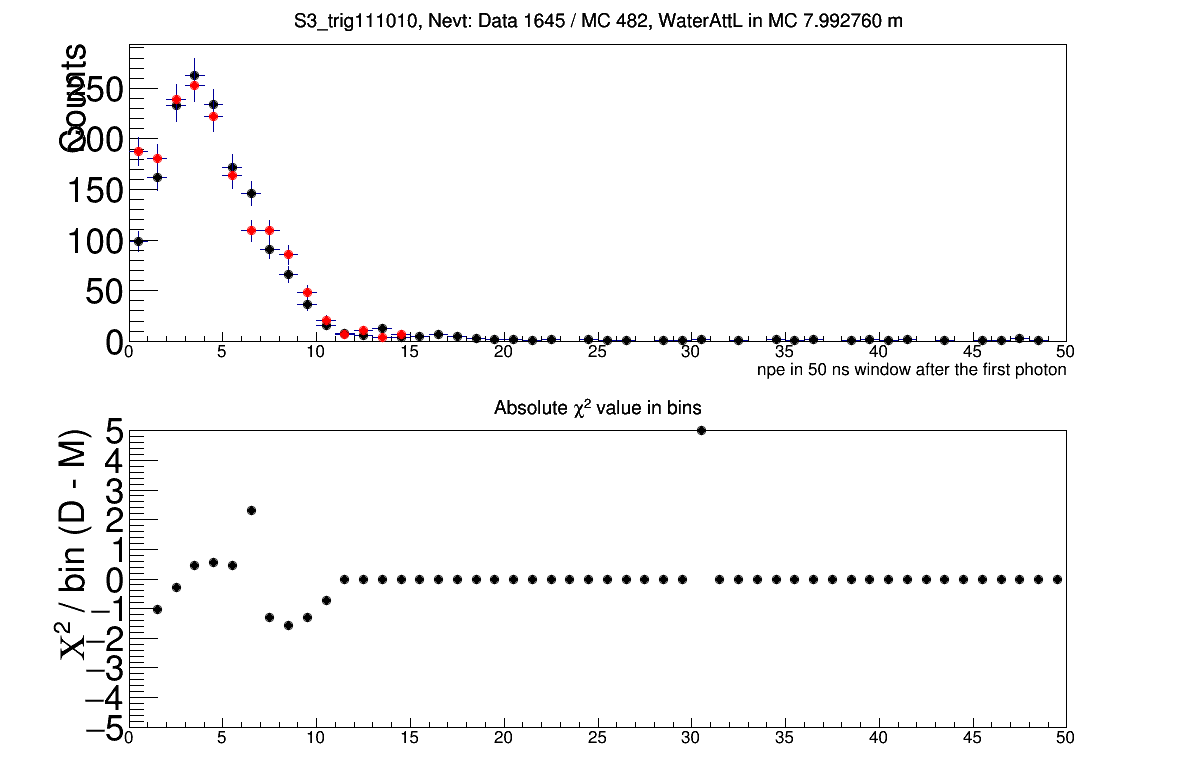 S3_trig111010, Nevt: Data 1645 / MC 482, WaterAttL in MC 7.992760 m
Counts
250
200
150
100
50
0
0 5 10 15 20 25 30 35 40 45 50
npe in 50 ns window after the first photon
Absolute χ² value in bins
X² / bin (D - M)
5
4
3
2
1
0
−1
−2
−3
−4
−5
0 5 10 15 20 25 30 35 40 45 50